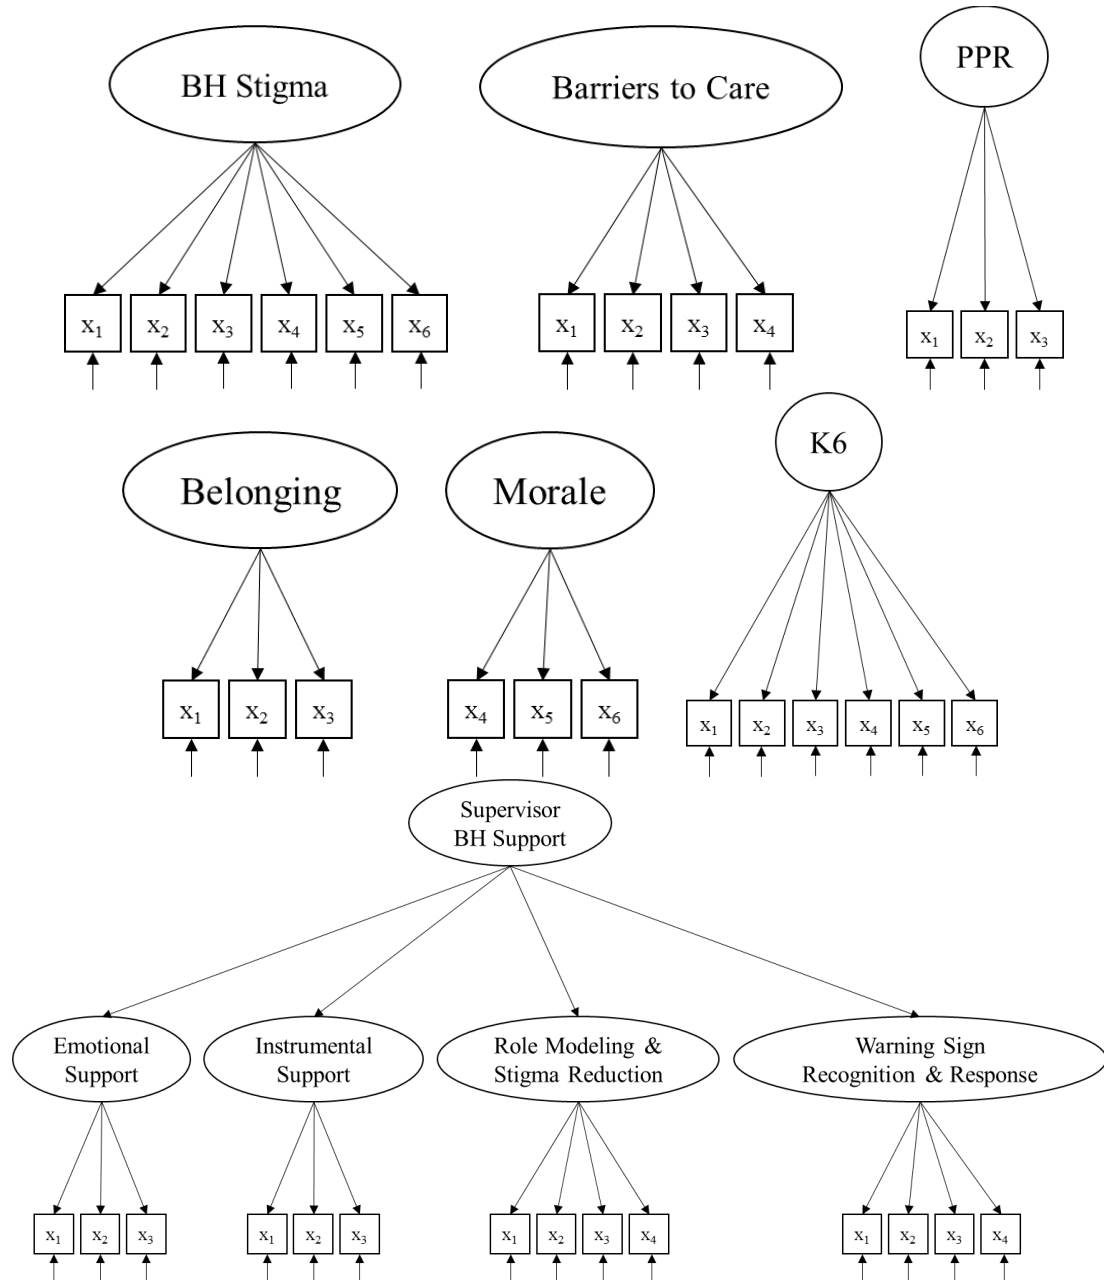 BH Stigma
Barriers to Care
PPR
x1 x2 x3 x4 x5 x6
x1 x2 x3 x4
x1 x2 x3
Belonging
Morale
K6
x1 x2 x3
x4 x5 x6
x1 x2 x3 x4 x5 x6
Supervisor
BH Support
Emotional
Support
Instrumental
Support
Role Modeling &
Stigma Reduction
Warning Sign
Recognition & Response
x1 x2 x3
x1 x2 x3
x1 x2 x3 x4
x1 x2 x3 x4